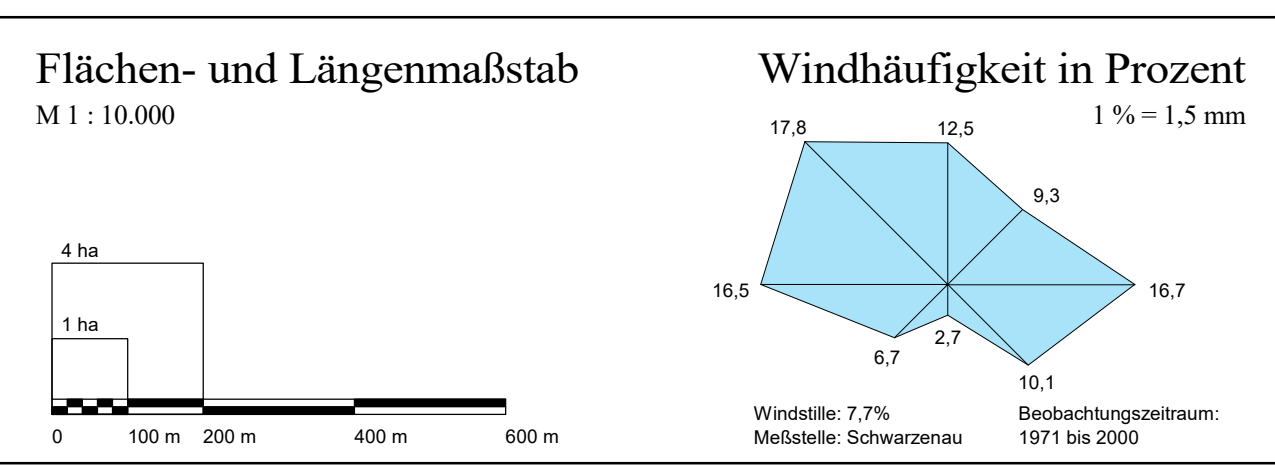 Flächen- und Längenmaßstab
M 1 : 10.000
4 ha
1 ha
0 100 m 200 m 400 m 600 m
Windhäufigkeit in Prozent
1 % = 1,5 mm
17,8 12,5
9,3
16,5 16,7
2,7
6,7
10,1
Windstille: 7,7%
Meßstelle: Schwarzenau
Beobachtungszeitraum:
1971 bis 2000